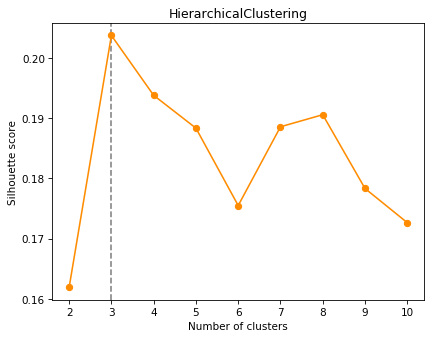 HierarchicalClustering
0.20
0.19
0.18
0.17
0.16
Silhouette score
2 3 4 5 6 7 8 9 10
Number of clusters